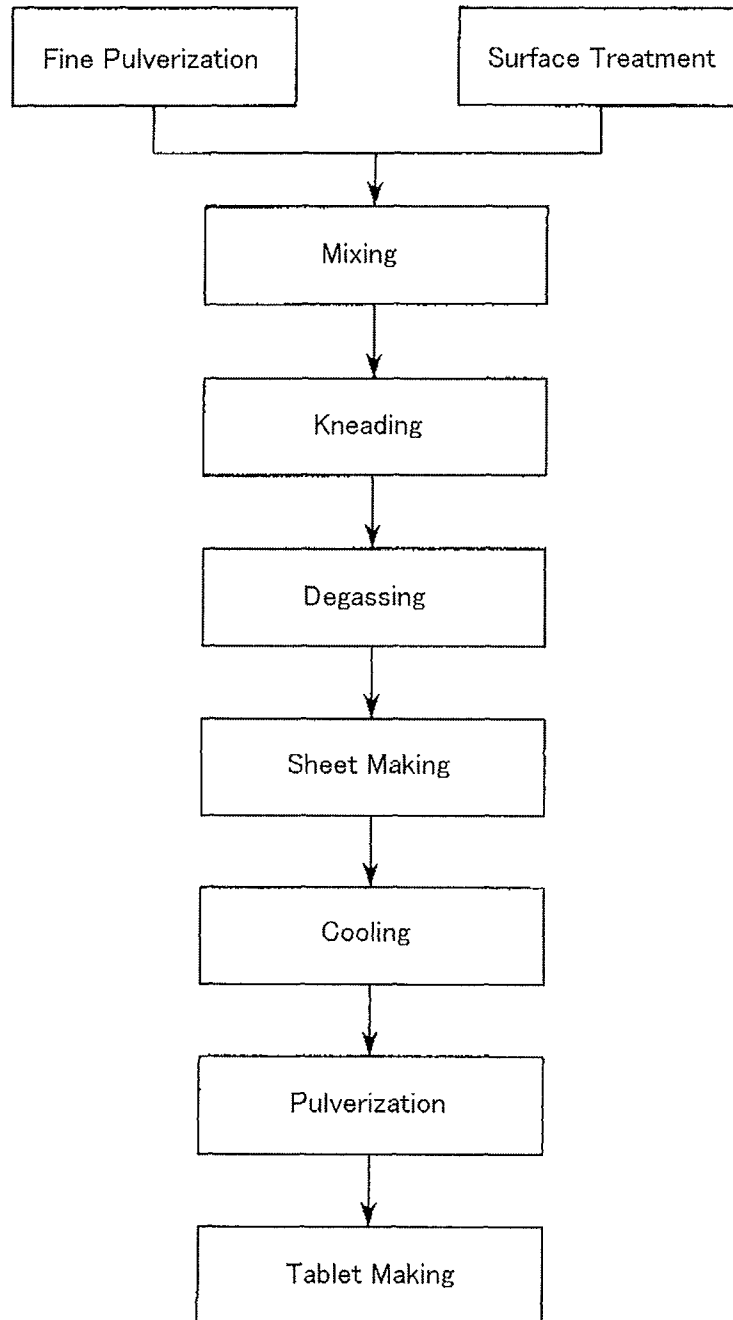 Fine Pulverization
Surface Treatment
Mixing
Kneading
Degassing
Sheet Making
Cooling
Pulverization
Tablet Making